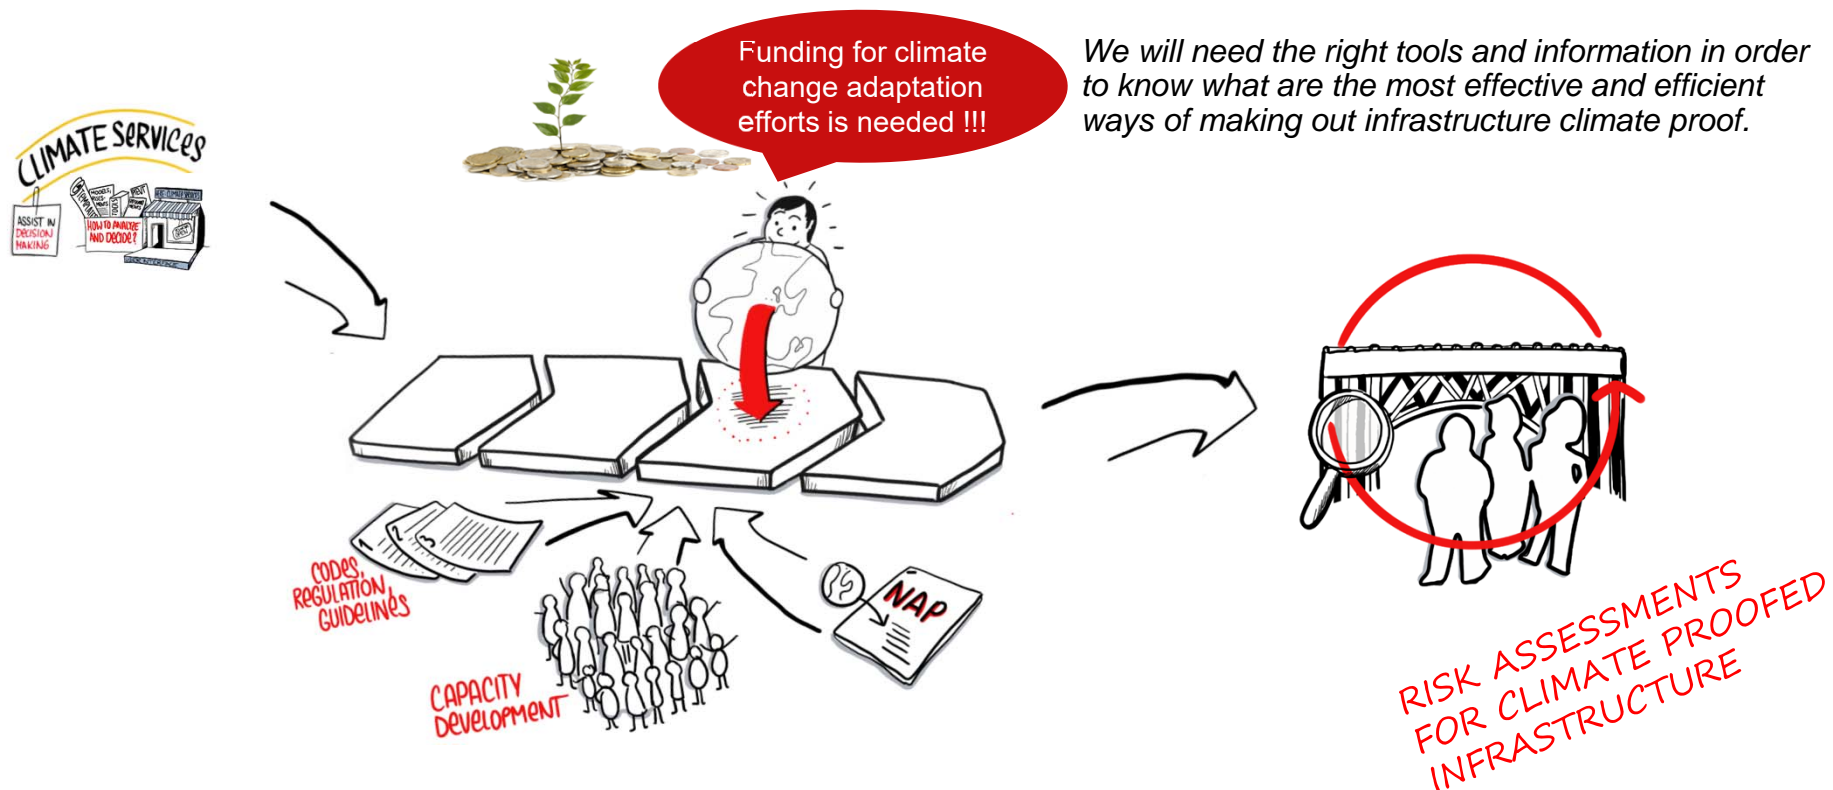 Funding for climate
change adaptation
efforts is needed !!!
We will need the right tools and information in order
to know what are the most effective and efficient
ways of making out infrastructure climate proof.
CLIMATE SERVICES
ASSIST IN
DECISION
MAKING
HOW TO ANALYZE
AND DECIDE?
1
2
3
CODES,
REGULATION,
GUIDELINES
CAPACITY
DEVELOPMENT
NAP
RISK ASSESSMENTS
FOR CLIMATE PROOFED
INFRASTRUCTURE